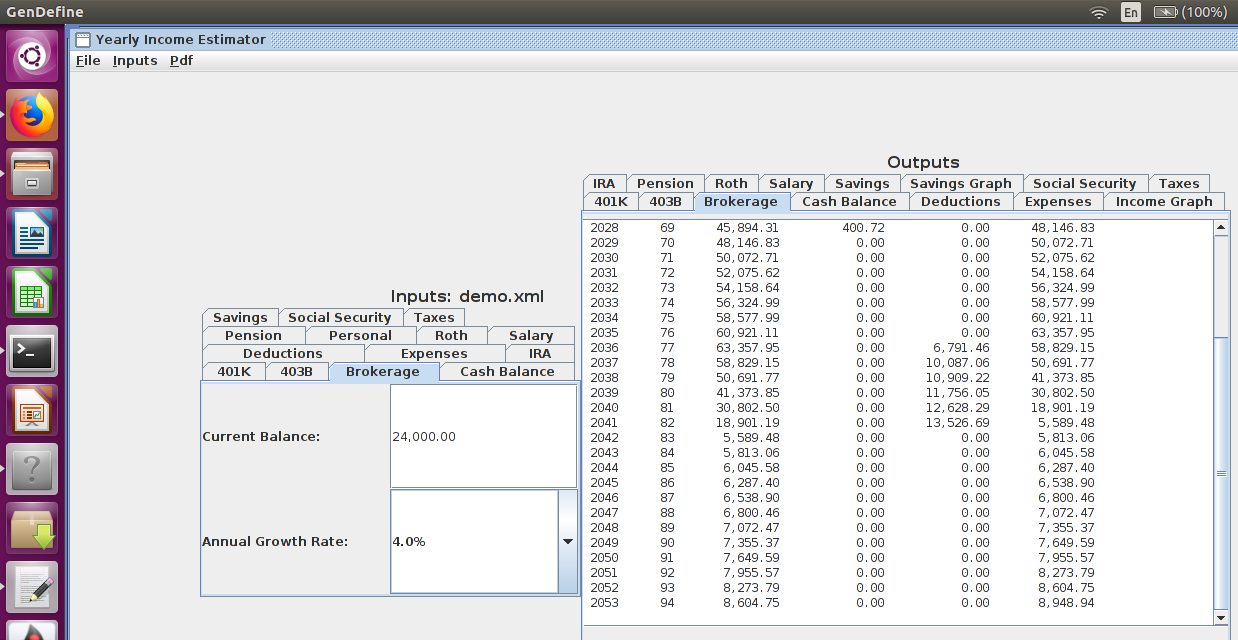 GenDefine En (100%)
Yearly Income Estimator
File Inputs Pdf
Outputs
IRA Pension Roth Salary Savings Savings Graph Social Security Taxes
401K 403B Brokerage Cash Balance Deductions Expenses Income Graph
2028 69 45,894.31 400.72 0.00 48,146.83
2029 70 48,146.83 0.00 0.00 50,072.71
2030 71 50,072.71 0.00 0.00 52,075.62
2031 72 52,075.62 0.00 0.00 54,158.64
2032 73 54,158.64 0.00 0.00 56,324.99
2033 74 56,324.99 0.00 0.00 58,577.99
2034 75 58,577.99 0.00 0.00 60,921.11
2035 76 60,921.11 0.00 0.00 63,357.95
2036 77 63,357.95 0.00 6,791.46 58,829.15
2037 78 58,829.15 0.00 10,087.06 50,691.77
2038 79 50,691.77 0.00 10,909.22 41,373.85
2039 80 41,373.85 0.00 11,756.05 30,802.50
2040 81 30,802.50 0.00 12,628.29 18,901.19
2041 82 18,901.19 0.00 13,526.69 5,589.48
2042 83 5,589.48 0.00 0.00 5,813.06
2043 84 5,813.06 0.00 0.00 6,045.58
2044 85 6,045.58 0.00 0.00 6,287.40
2045 86 6,287.40 0.00 0.00 6,538.90
2046 87 6,538.90 0.00 0.00 6,800.46
2047 88 6,800.46 0.00 0.00 7,072.47
2048 89 7,072.47 0.00 0.00 7,355.37
2049 90 7,355.37 0.00 0.00 7,649.59
2050 91 7,649.59 0.00 0.00 7,955.57
2051 92 7,955.57 0.00 0.00 8,273.79
2052 93 8,273.79 0.00 0.00 8,604.75
2053 94 8,604.75 0.00 0.00 8,948.94
Inputs: demo.xml
Savings Social Security Taxes
Pension Personal Roth Salary
Deductions Expenses IRA
401K 403B Brokerage Cash Balance
Current Balance: 24,000.00
Annual Growth Rate: 4.0%